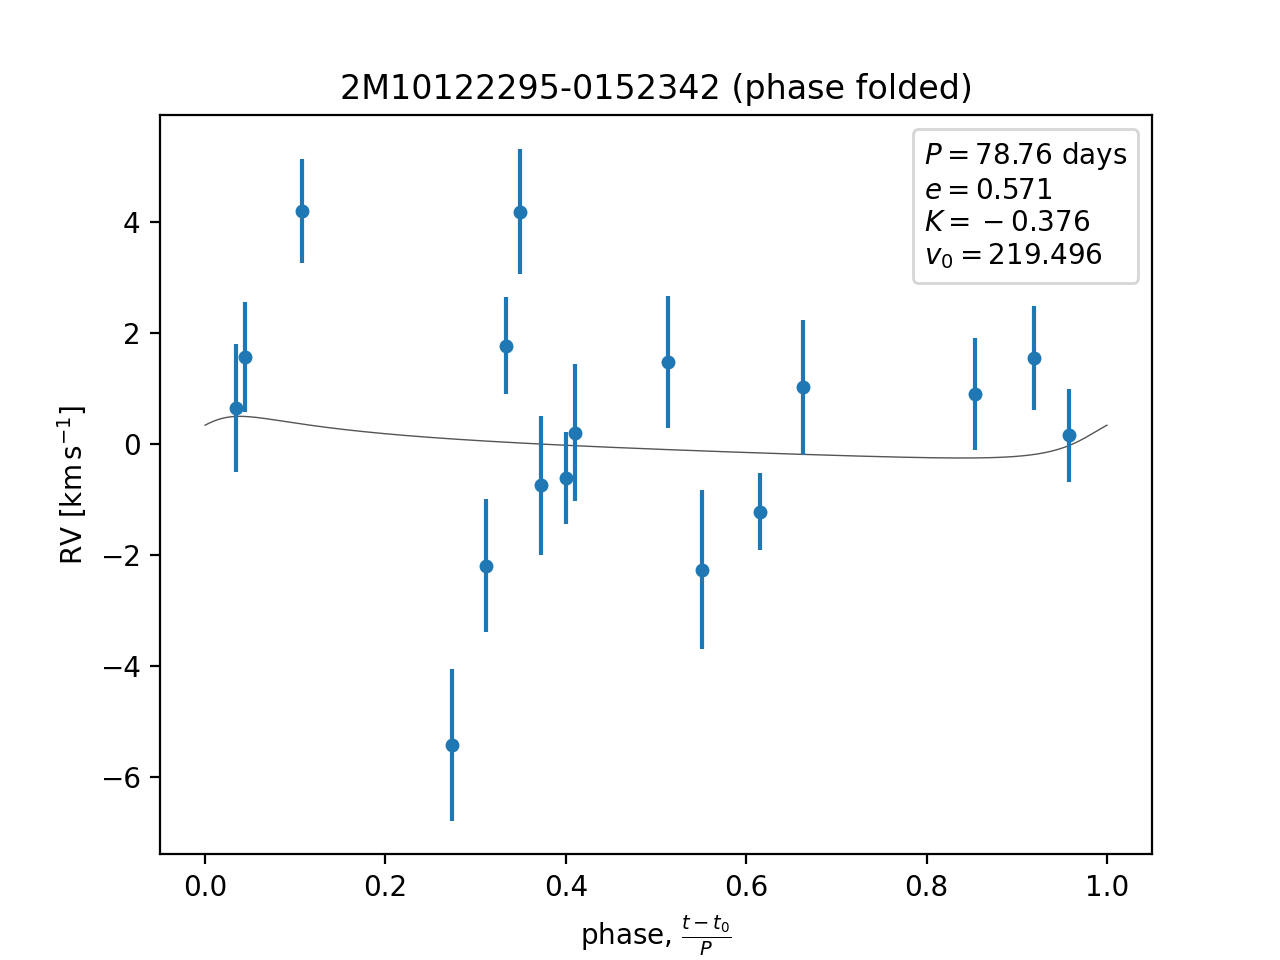 2M10122295-0152342 (phase folded)
P = 78.76 days
e = 0.571
K = −0.376
v₀ = 219.496
4
2
0
−2
−4
−6
RV [km s⁻¹]
0.0 0.2 0.4 0.6 0.8 1.0
phase, (t − t₀)/P